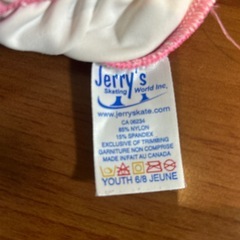 Jerry's
Skating World Inc.
www.jerryskate.com
CA 06234
85% NYLON
15% SPANDEX
EXCLUSIVE OF TRIMMING
GARNITURE NON COMPRISE
MADE IN/FAIT AU CANADA
YOUTH 6/8 JEUNE